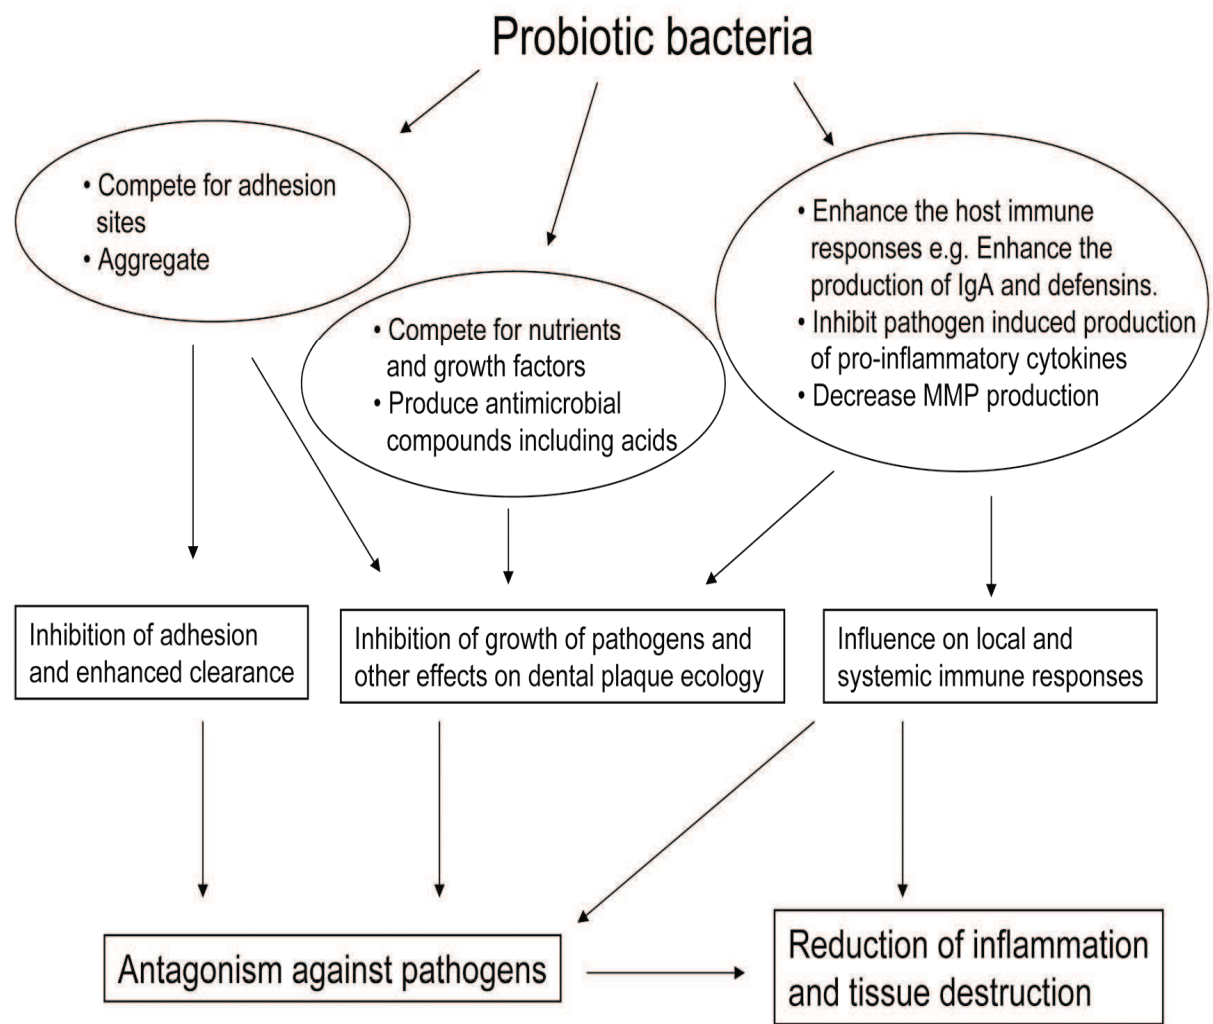 Probiotic bacteria
• Compete for adhesion
sites
• Aggregate
• Compete for nutrients
and growth factors
• Produce antimicrobial
compounds including acids
• Enhance the host immune
responses e.g. Enhance the
production of IgA and defensins.
• Inhibit pathogen induced production
of pro-inflammatory cytokines
• Decrease MMP production
Inhibition of adhesion
and enhanced clearance
Inhibition of growth of pathogens and
other effects on dental plaque ecology
Influence on local and
systemic immune responses
Antagonism against pathogens
Reduction of inflammation
and tissue destruction